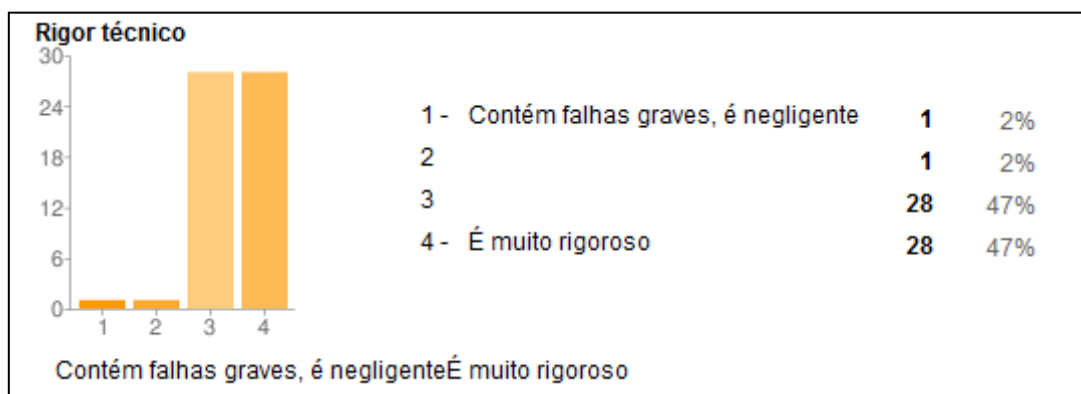 Rigor técnico
30
24
18
12
6
0
1 2 3 4
1 - Contém falhas graves, é negligente 1 2%
2 1 2%
3 28 47%
4 - É muito rigoroso 28 47%
Contém falhas graves, é negligenteÉ muito rigoroso